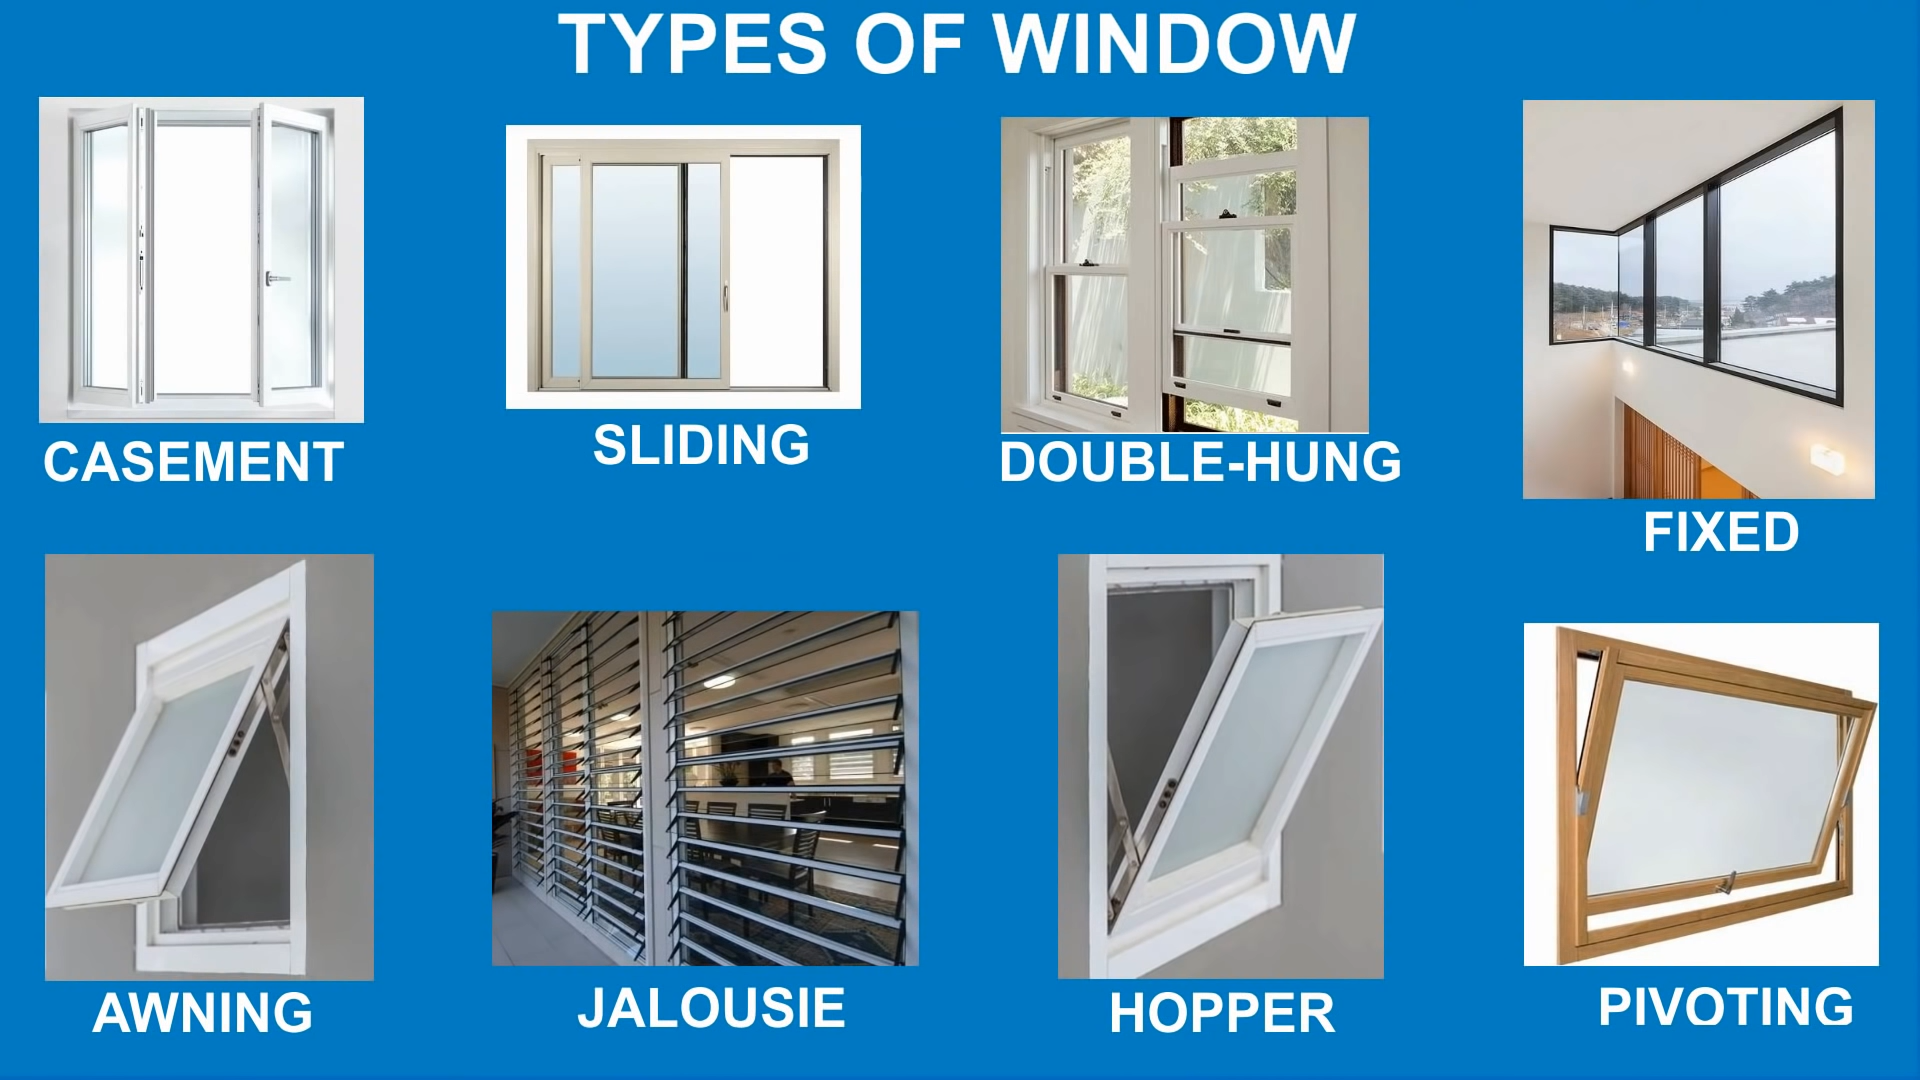 TYPES OF WINDOW
CASEMENT
SLIDING
DOUBLE-HUNG
FIXED
AWNING
JALOUSIE
HOPPER
PIVOTING